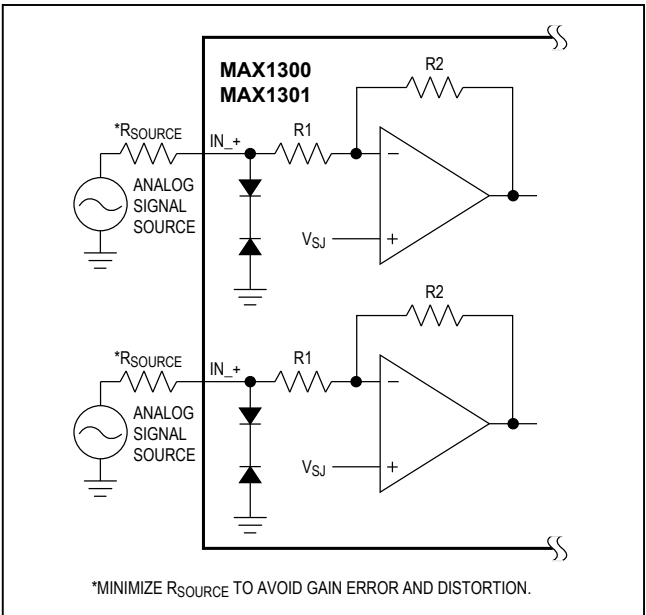 MAX1300
MAX1301
R2
*RSOURCE
IN_+
R1
−
ANALOG
SIGNAL
SOURCE
VSJ
+
R2
*RSOURCE
IN_+
R1
−
ANALOG
SIGNAL
SOURCE
VSJ
+
*MINIMIZE RSOURCE TO AVOID GAIN ERROR AND DISTORTION.